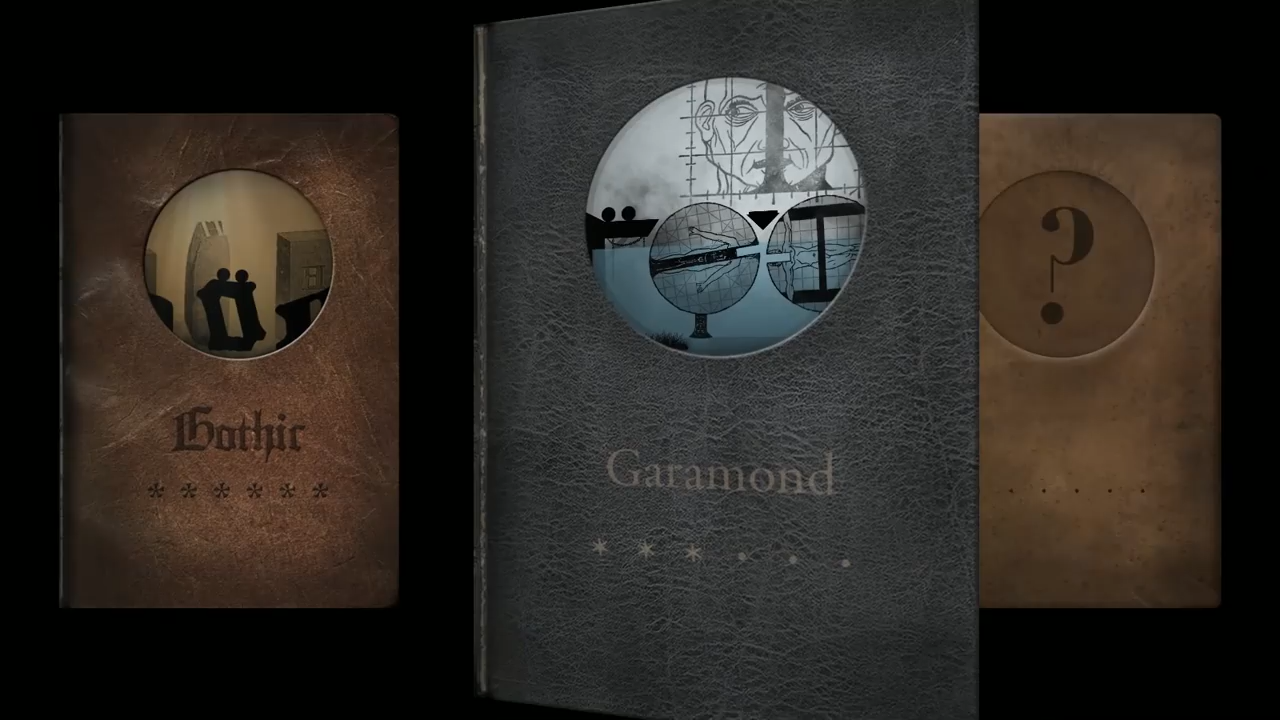 Gothic
* * * * * *
Garamond
* * * . . .
?
. . . . .